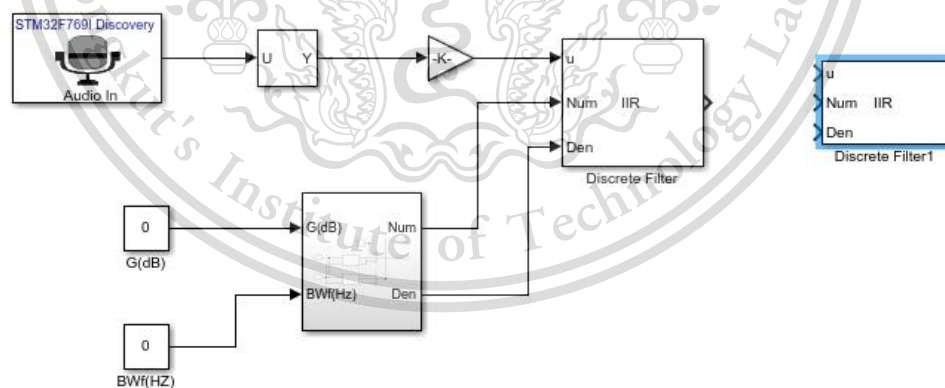 STM32F769I Discovery
Audio In
U Y
-K-
u
Num IIR
Den
Discrete Filter
u
Num IIR
Den
Discrete Filter1
0
G(dB)
G(dB) Num
BWf(Hz) Den
0
BWf(HZ)
Institute of Technology